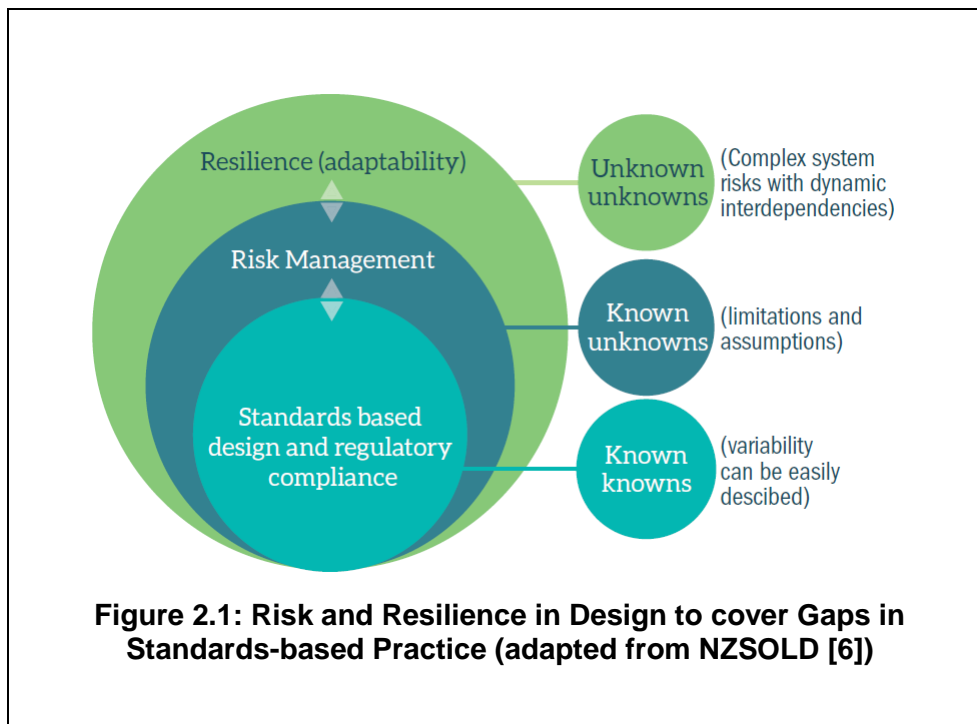 Resilience (adaptability)
Risk Management
Standards based
design and regulatory
compliance
Unknown
unknowns
(Complex system
risks with dynamic
interdependencies)
Known
unknowns
(limitations and
assumptions)
Known
knowns
(variability
can be easily
descibed)
Figure 2.1: Risk and Resilience in Design to cover Gaps in
Standards-based Practice (adapted from NZSOLD [6])